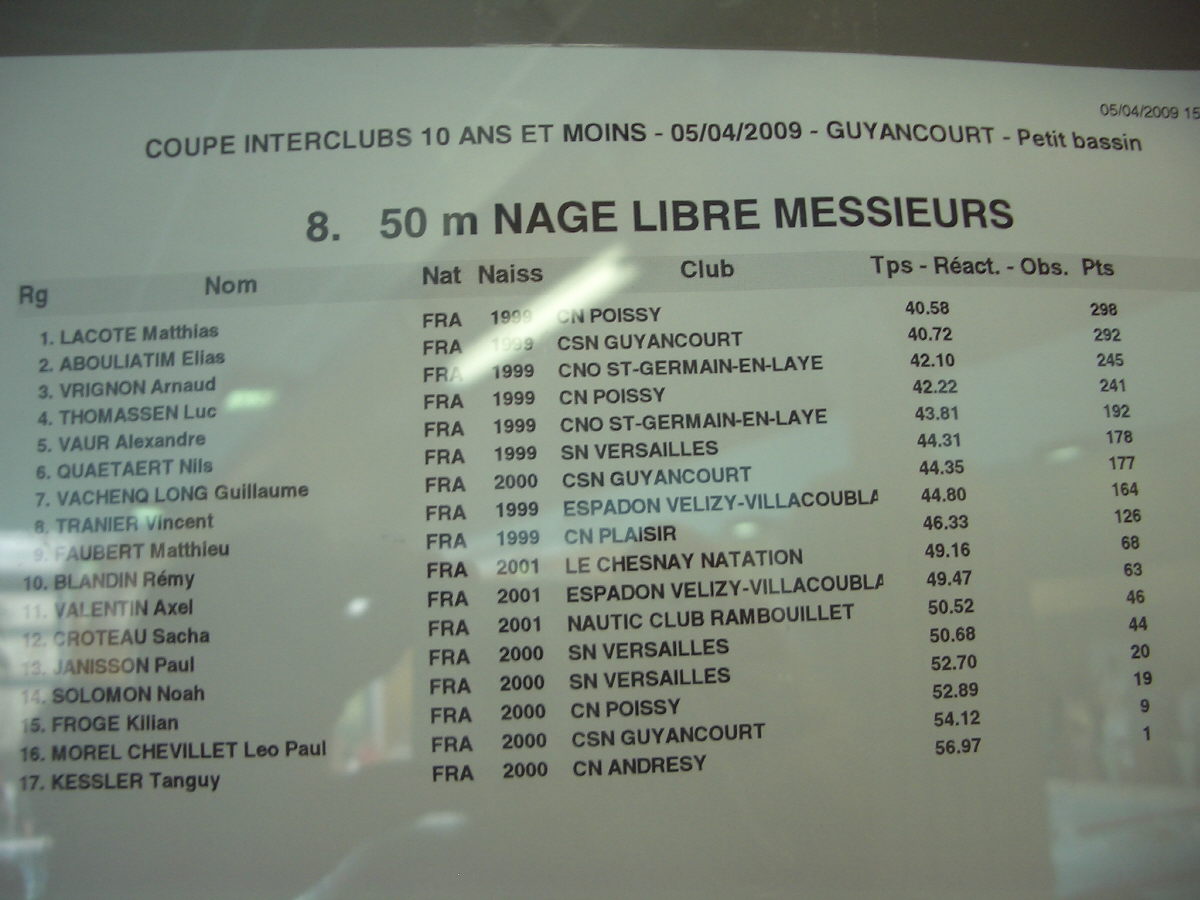 05/04/2009 15
COUPE INTERCLUBS 10 ANS ET MOINS - 05/04/2009 - GUYANCOURT - Petit bassin
8. 50 m NAGE LIBRE MESSIEURS
Rg Nom Nat Naiss Club Tps - Réact. - Obs. Pts
1. LACOTE Matthias FRA 1999 CN POISSY 40.58 298
2. ABOULIATIM Elias FRA 1999 CSN GUYANCOURT 40.72 292
3. VRIGNON Arnaud FRA 1999 CNO ST-GERMAIN-EN-LAYE 42.10 245
4. THOMASSEN Luc FRA 1999 CN POISSY 42.22 241
5. VAUR Alexandre FRA 1999 CNO ST-GERMAIN-EN-LAYE 43.81 192
6. QUAETAERT Nils FRA 1999 SN VERSAILLES 44.31 178
7. VACHENQ LONG Guillaume FRA 2000 CSN GUYANCOURT 44.35 177
8. TRANIER Vincent FRA 1999 ESPADON VELIZY-VILLACOUBLA 44.80 164
9. FAUBERT Matthieu FRA 1999 CN PLAISIR 46.33 126
10. BLANDIN Rémy FRA 2001 LE CHESNAY NATATION 49.16 68
11. VALENTIN Axel FRA 2001 ESPADON VELIZY-VILLACOUBLA 49.47 63
12. CROTEAU Sacha FRA 2001 NAUTIC CLUB RAMBOUILLET 50.52 46
13. JANISSON Paul FRA 2000 SN VERSAILLES 50.68 44
14. SOLOMON Noah FRA 2000 SN VERSAILLES 52.70 20
15. FROGE Kilian FRA 2000 CN POISSY 52.89 19
16. MOREL CHEVILLET Leo Paul FRA 2000 CSN GUYANCOURT 54.12 9
17. KESSLER Tanguy FRA 2000 CN ANDRESY 56.97 1